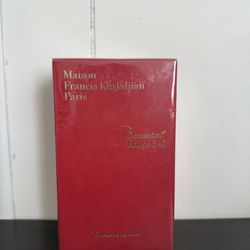 Maison
Francis Kurkdjian
Paris
Baccarat
Rouge 540